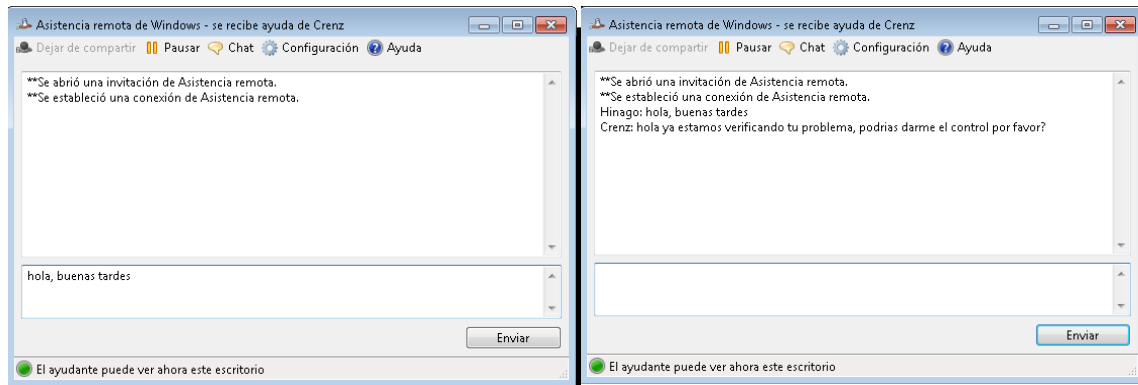 Asistencia remota de Windows - se recibe ayuda de Crenz
Dejar de compartir Pausar Chat Configuración Ayuda
**Se abrió una invitación de Asistencia remota.
**Se estableció una conexión de Asistencia remota.
hola, buenas tardes
Enviar
El ayudante puede ver ahora este escritorio
Asistencia remota de Windows - se recibe ayuda de Crenz
Dejar de compartir Pausar Chat Configuración Ayuda
**Se abrió una invitación de Asistencia remota.
**Se estableció una conexión de Asistencia remota.
Hinago: hola, buenas tardes
Crenz: hola ya estamos verificando tu problema, podrias darme el control por favor?
Enviar
El ayudante puede ver ahora este escritorio